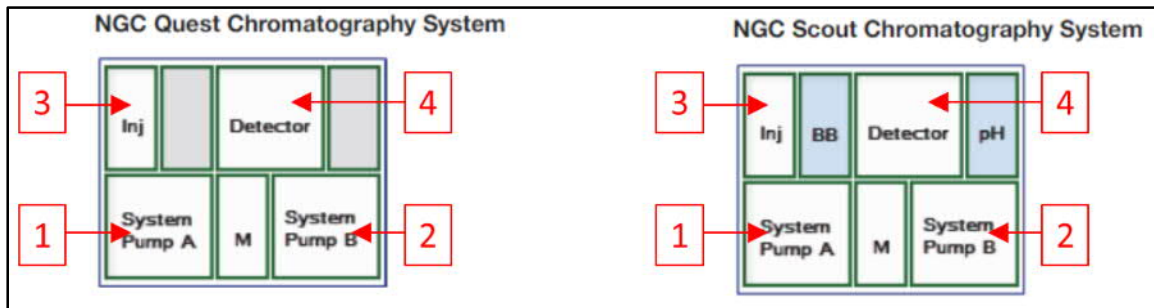 NGC Quest Chromatography System
3
4
Inj
Detector
1
System
Pump A
M
System
Pump B
2
NGC Scout Chromatography System
3
4
Inj
BB
Detector
pH
1
System
Pump A
M
System
Pump B
2